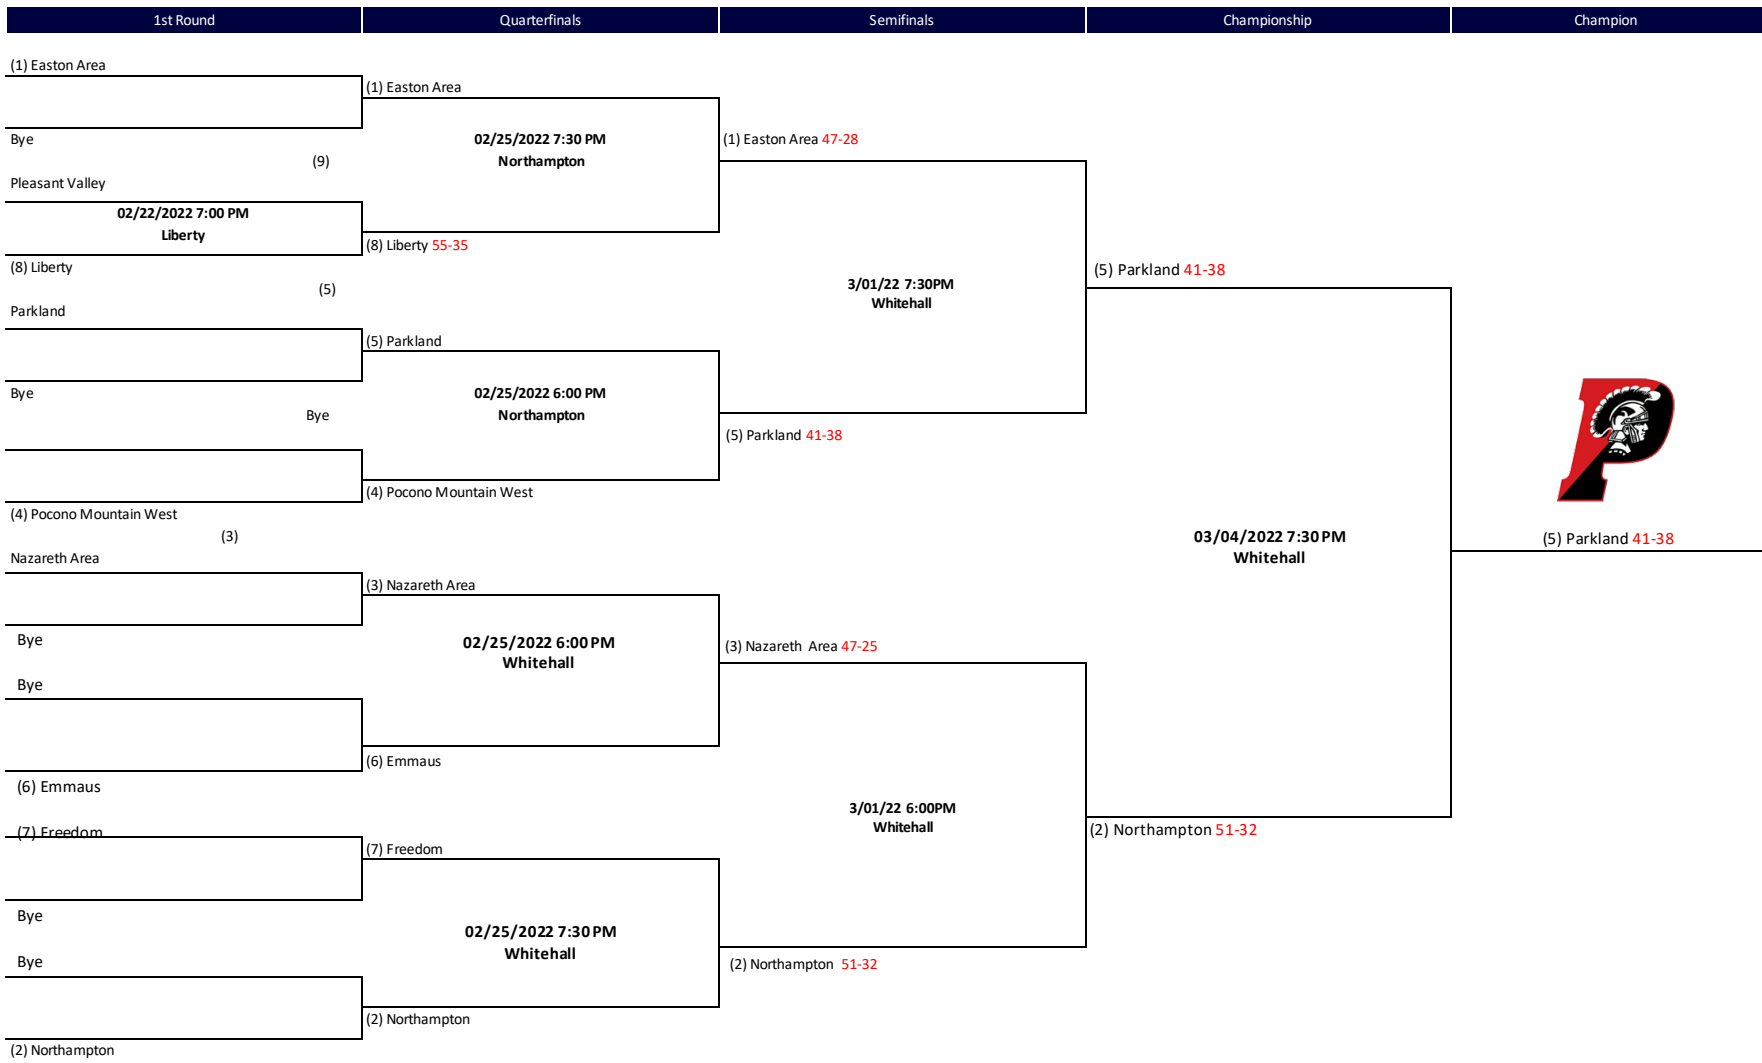 1st Round
Quarterfinals
Semifinals
Championship
Champion
(1) Easton Area
Bye
(9)
Pleasant Valley
02/22/2022 7:00 PM
Liberty
(8) Liberty
(5)
Parkland
Bye
Bye
(4) Pocono Mountain West
(3)
Nazareth Area
Bye
Bye
(6) Emmaus
(7) Freedom
Bye
Bye
(2) Northampton
(1) Easton Area
02/25/2022 7:30 PM
Northampton
(8) Liberty 55-35
(5) Parkland
02/25/2022 6:00 PM
Northampton
(4) Pocono Mountain West
(3) Nazareth Area
02/25/2022 6:00 PM
Whitehall
(6) Emmaus
(7) Freedom
02/25/2022 7:30 PM
Whitehall
(2) Northampton
(1) Easton Area 47-28
3/01/22 7:30PM
Whitehall
(5) Parkland 41-38
(3) Nazareth Area 47-25
3/01/22 6:00PM
Whitehall
(2) Northampton 51-32
(5) Parkland 41-38
03/04/2022 7:30 PM
Whitehall
(2) Northampton 51-32
P
(5) Parkland 41-38